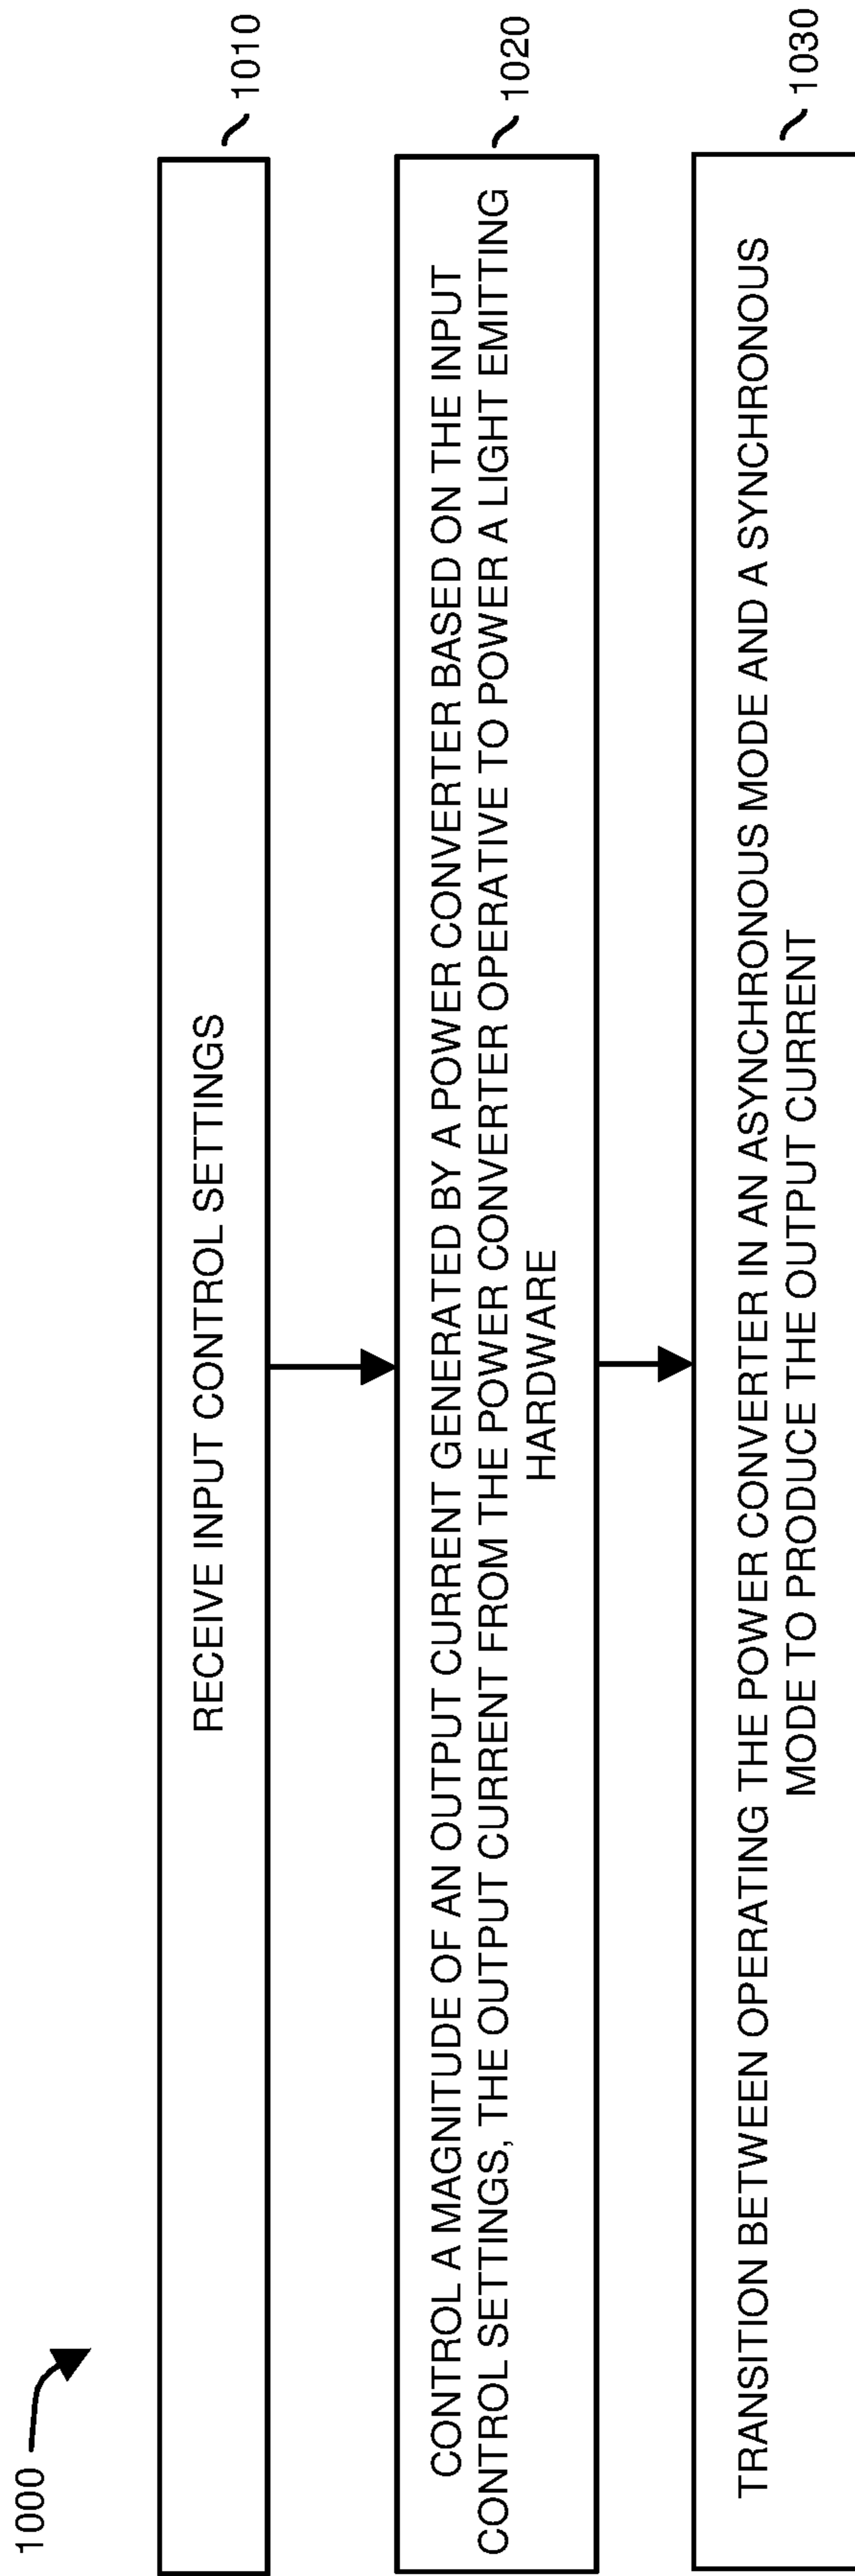 1000
RECEIVE INPUT CONTROL SETTINGS
1010
CONTROL A MAGNITUDE OF AN OUTPUT CURRENT GENERATED BY A POWER CONVERTER BASED ON THE INPUT
CONTROL SETTINGS, THE OUTPUT CURRENT FROM THE POWER CONVERTER OPERATIVE TO POWER A LIGHT EMITTING
HARDWARE
1020
TRANSITION BETWEEN OPERATING THE POWER CONVERTER IN AN ASYNCHRONOUS MODE AND A SYNCHRONOUS
MODE TO PRODUCE THE OUTPUT CURRENT
1030